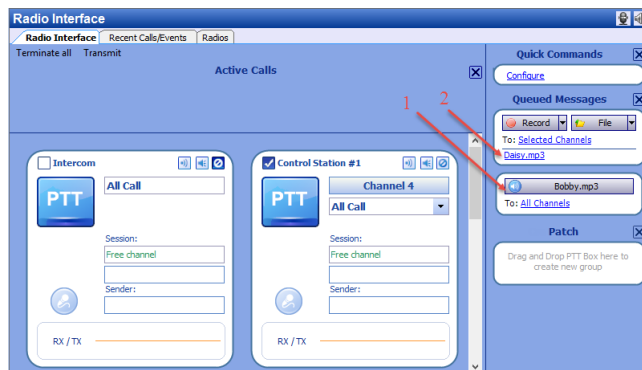 Radio Interface
Radio Interface Recent Calls/Events Radios
Terminate all Transmit
Active Calls
Intercom
PTT
All Call
Session:
Free channel
Sender:
RX / TX
Control Station #1
PTT
Channel 4
All Call
Session:
Free channel
Sender:
RX / TX
Quick Commands
Configure
Queued Messages
1 2
Record File
To: Selected Channels
Daisy.mp3
Bobby.mp3
To: All Channels
Patch
Drag and Drop PTT Box here to
create new group